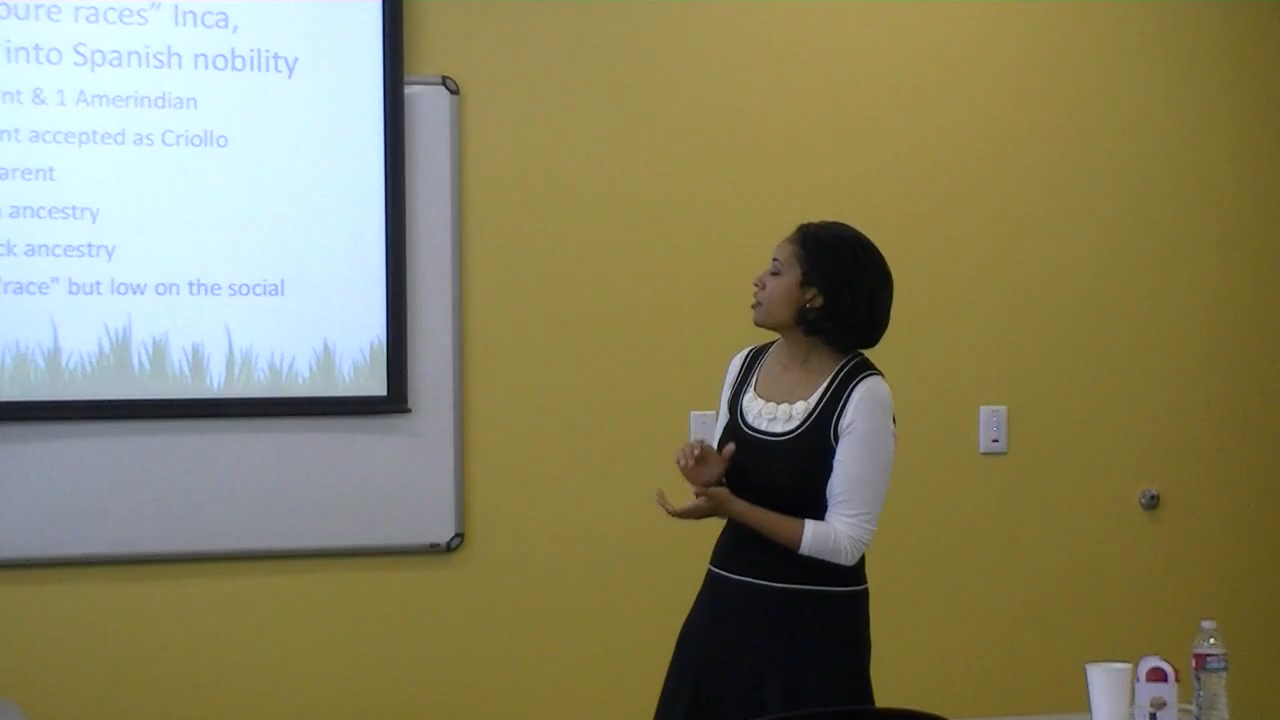 pure races” Inca,
into Spanish nobility
nt & 1 Amerindian
nt accepted as Criollo
arent
ancestry
ck ancestry
"race" but low on the social